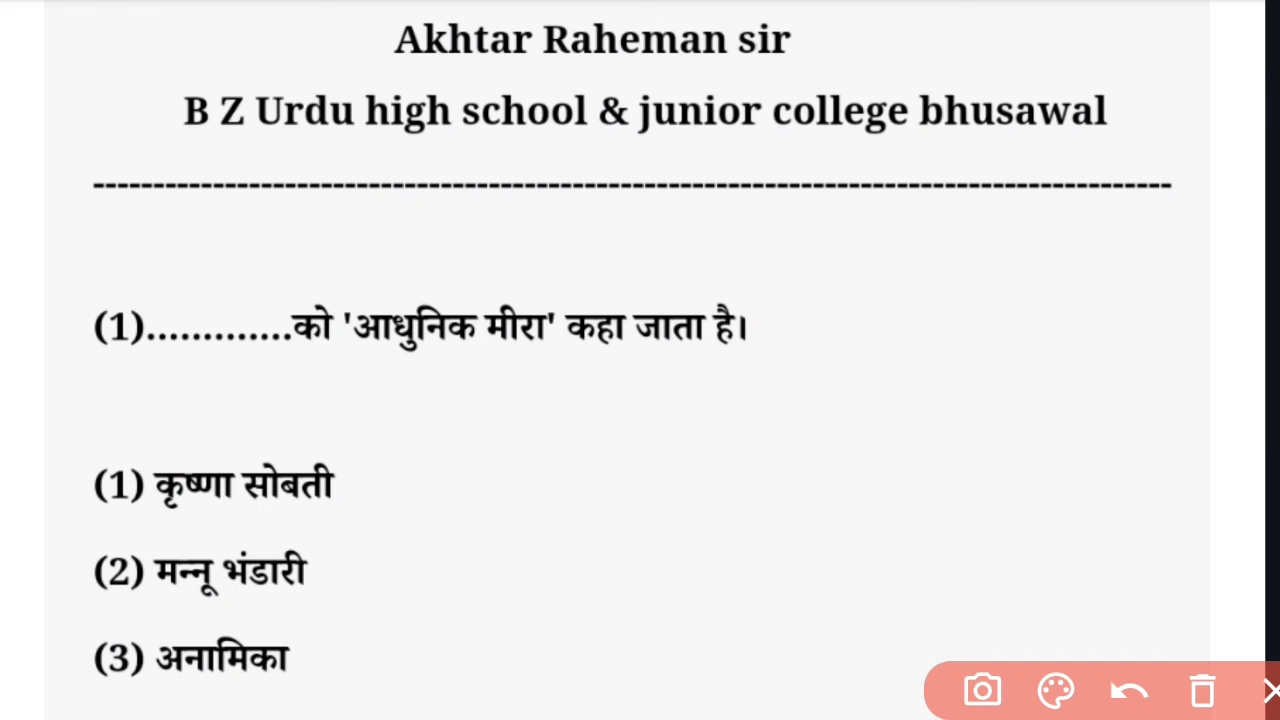 Akhtar Raheman sir
B Z Urdu high school & junior college bhusawal
------------------------------------------------------------------------------------------
(1).............को 'आधुनिक मीरा' कहा जाता है।
(1) कृष्णा सोबती
(2) मन्नू भंडारी
(3) अनामिका